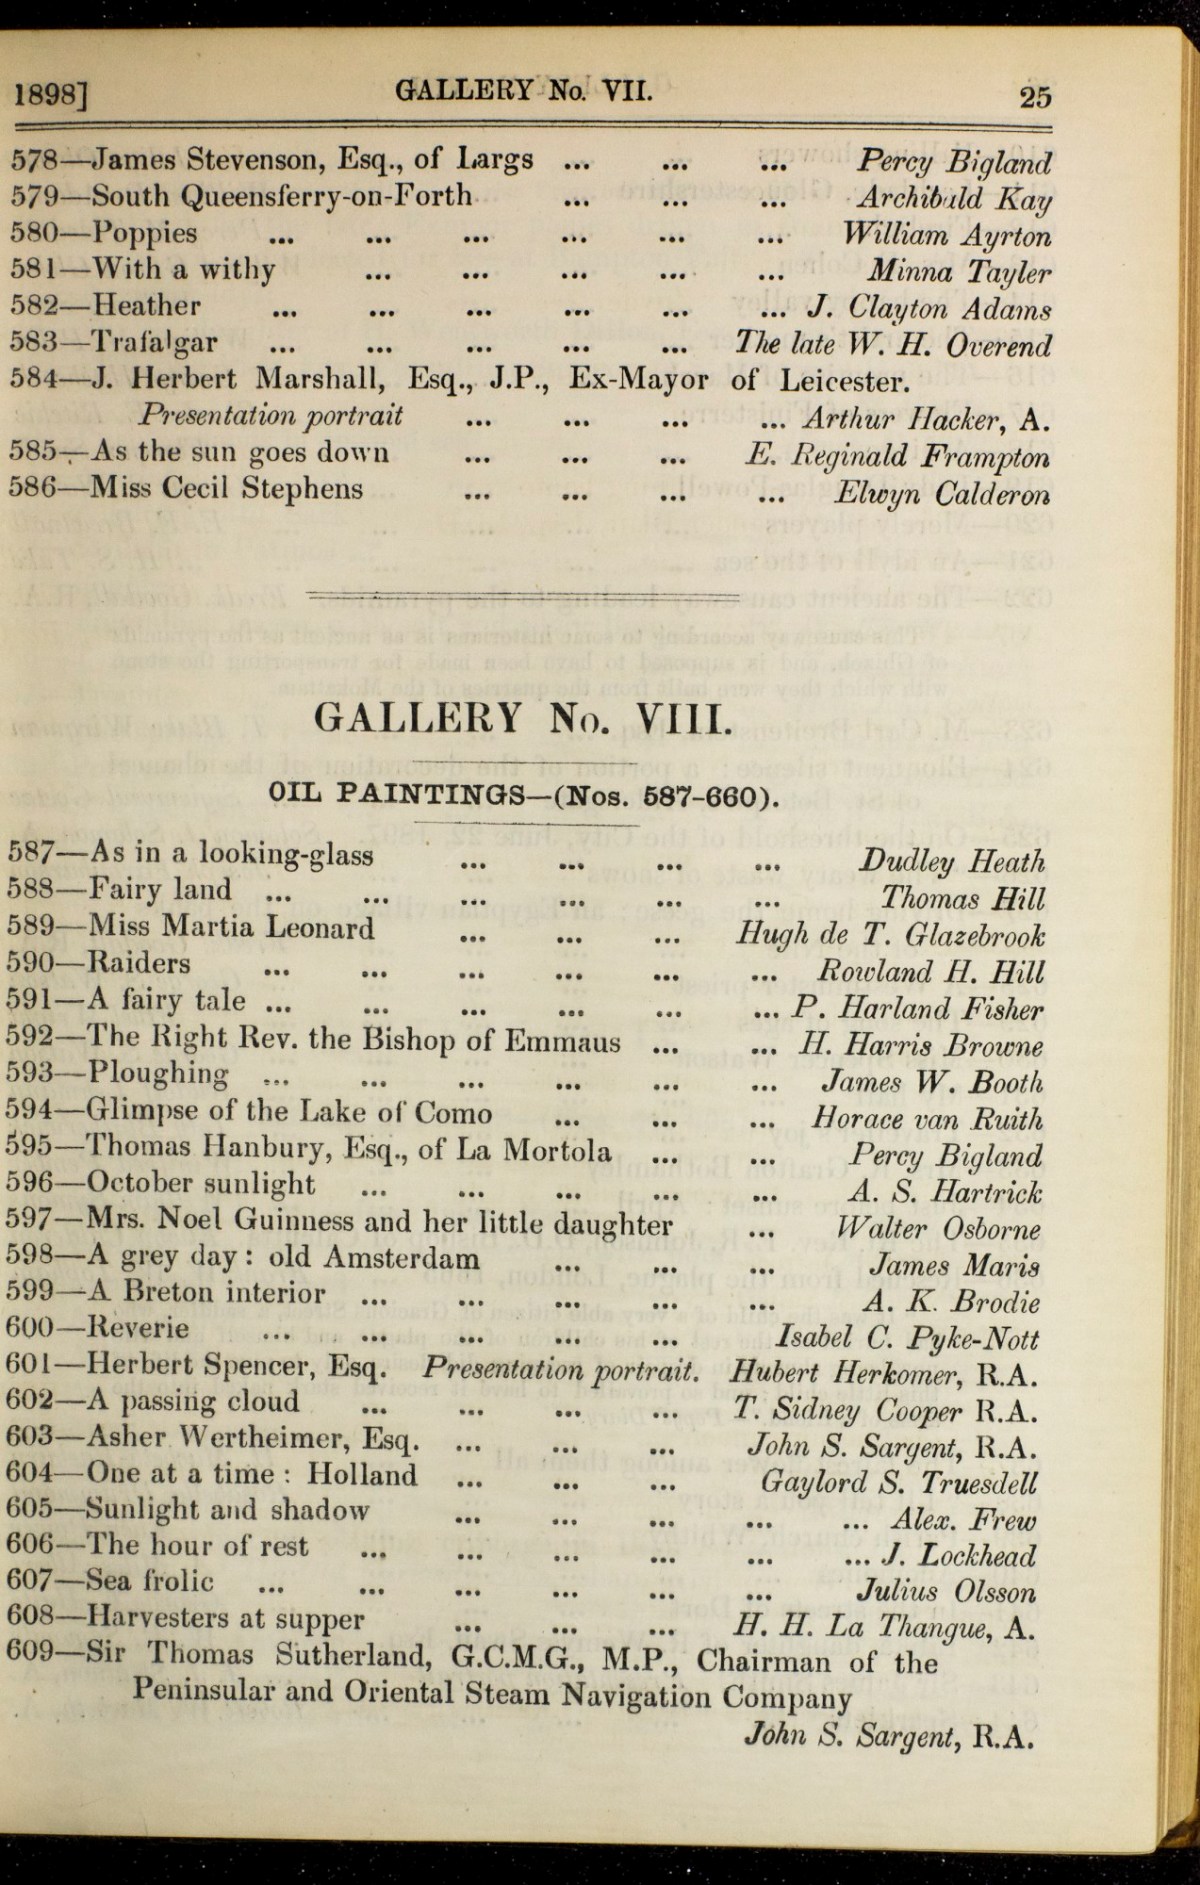 1898] GALLERY No. VII. 25
578—James Stevenson, Esq., of Largs ... ... ... Percy Bigland
579—South Queensferry-on-Forth ... ... ... Archibald Kay
580—Poppies ... ... ... ... ... ... William Ayrton
581—With a withy ... ... ... ... ... Minna Tayler
582—Heather ... ... ... ... ... ... J. Clayton Adams
583—Trafalgar ... ... ... ... ... The late W. H. Overend
584—J. Herbert Marshall, Esq., J.P., Ex-Mayor of Leicester.
Presentation portrait ... ... ... ... Arthur Hacker, A.
585—As the sun goes down ... ... ... E. Reginald Frampton
586—Miss Cecil Stephens ... ... ... ... Elwyn Calderon
GALLERY No. VIII.
OIL PAINTINGS—(Nos. 587-660).
587—As in a looking-glass ... ... ... ... Dudley Heath
588—Fairy land ... ... ... ... ... ... Thomas Hill
589—Miss Martia Leonard ... ... ... Hugh de T. Glazebrook
590—Raiders ... ... ... ... ... ... Rowland H. Hill
591—A fairy tale ... ... ... ... ... ... P. Harland Fisher
592—The Right Rev. the Bishop of Emmaus ... ... H. Harris Browne
593—Ploughing ... ... ... ... ... ... James W. Booth
594—Glimpse of the Lake of Como ... ... ... Horace van Ruith
595—Thomas Hanbury, Esq., of La Mortola ... ... Percy Bigland
596—October sunlight ... ... ... ... ... A. S. Hartrick
597—Mrs. Noel Guinness and her little daughter ... Walter Osborne
598—A grey day: old Amsterdam ... ... ... James Maris
599—A Breton interior ... ... ... ... ... A. K. Brodie
600—Reverie ... ... ... ... ... Isabel C. Pyke-Nott
601—Herbert Spencer, Esq. Presentation portrait. Hubert Herkomer, R.A.
602—A passing cloud ... ... ... ... T. Sidney Cooper R.A.
603—Asher Wertheimer, Esq. ... ... ... John S. Sargent, R.A.
604—One at a time: Holland ... ... ... Gaylord S. Truesdell
605—Sunlight and shadow ... ... ... ... ... Alex. Frew
606—The hour of rest ... ... ... ... ... ... J. Lockhead
607—Sea frolic ... ... ... ... ... ... Julius Olsson
608—Harvesters at supper ... ... ... H. H. La Thangue, A.
609—Sir Thomas Sutherland, G.C.M.G., M.P., Chairman of the
Peninsular and Oriental Steam Navigation Company
John S. Sargent, R.A.